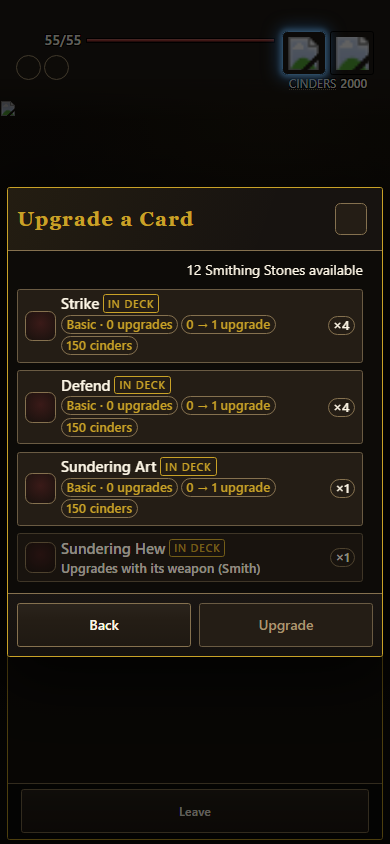 55/55
CINDERS 2000
Upgrade a Card
12 Smithing Stones available
Strike IN DECK
Basic · 0 upgrades 0 → 1 upgrade
150 cinders
×4
Defend IN DECK
Basic · 0 upgrades 0 → 1 upgrade
150 cinders
×4
Sundering Art IN DECK
Basic · 0 upgrades 0 → 1 upgrade
150 cinders
×1
Sundering Hew IN DECK
Upgrades with its weapon (Smith)
×1
Back
Upgrade
Leave